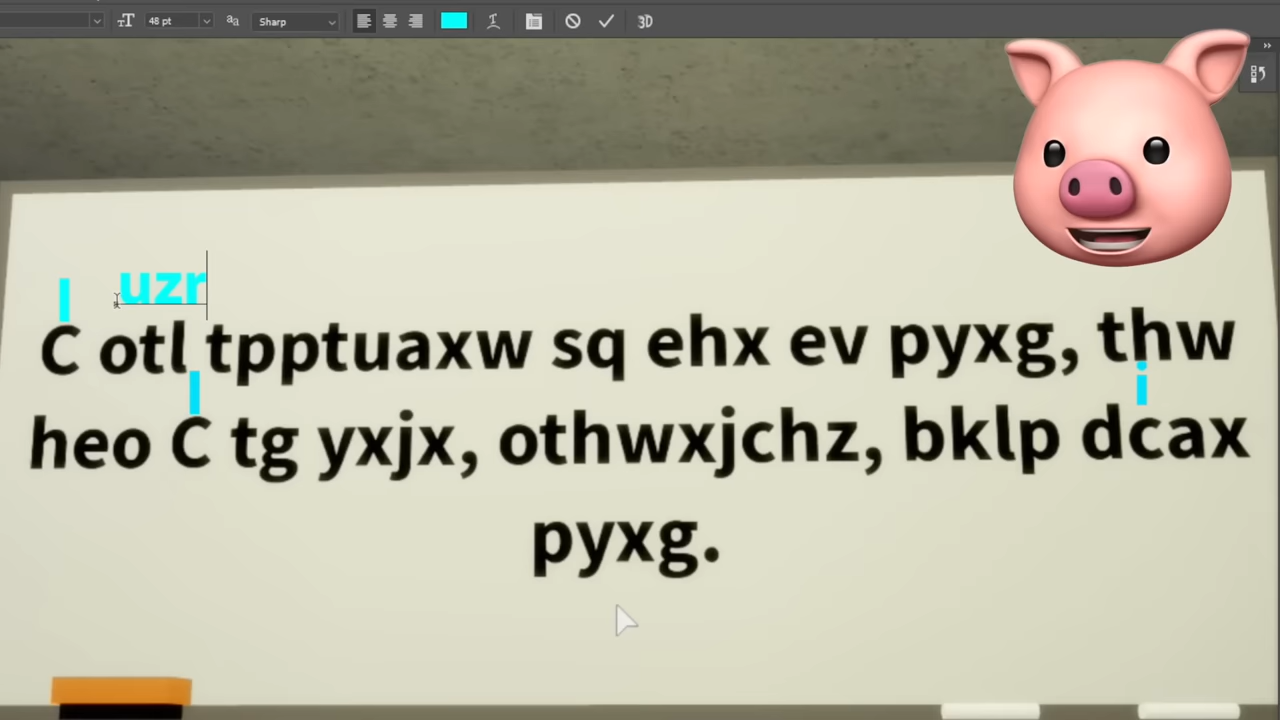 48 pt
Sharp
3D
I
uzr
C otl tpptuaxw sq ehx ev pyxg, thw
I
i
heo C tg yxjx, othwxjchz, bklp dcax
pyxg.